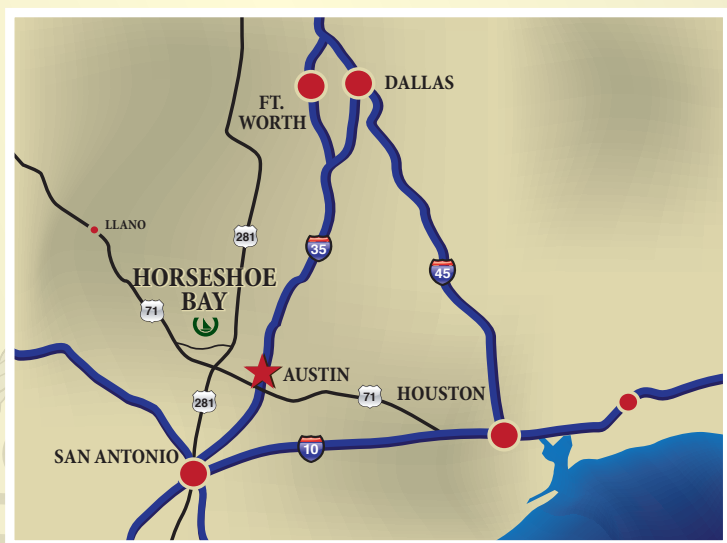 DALLAS
FT.
WORTH
LLANO
281
35
HORSESHOE
BAY
45
71
AUSTIN
HOUSTON
71
281
SAN ANTONIO
10